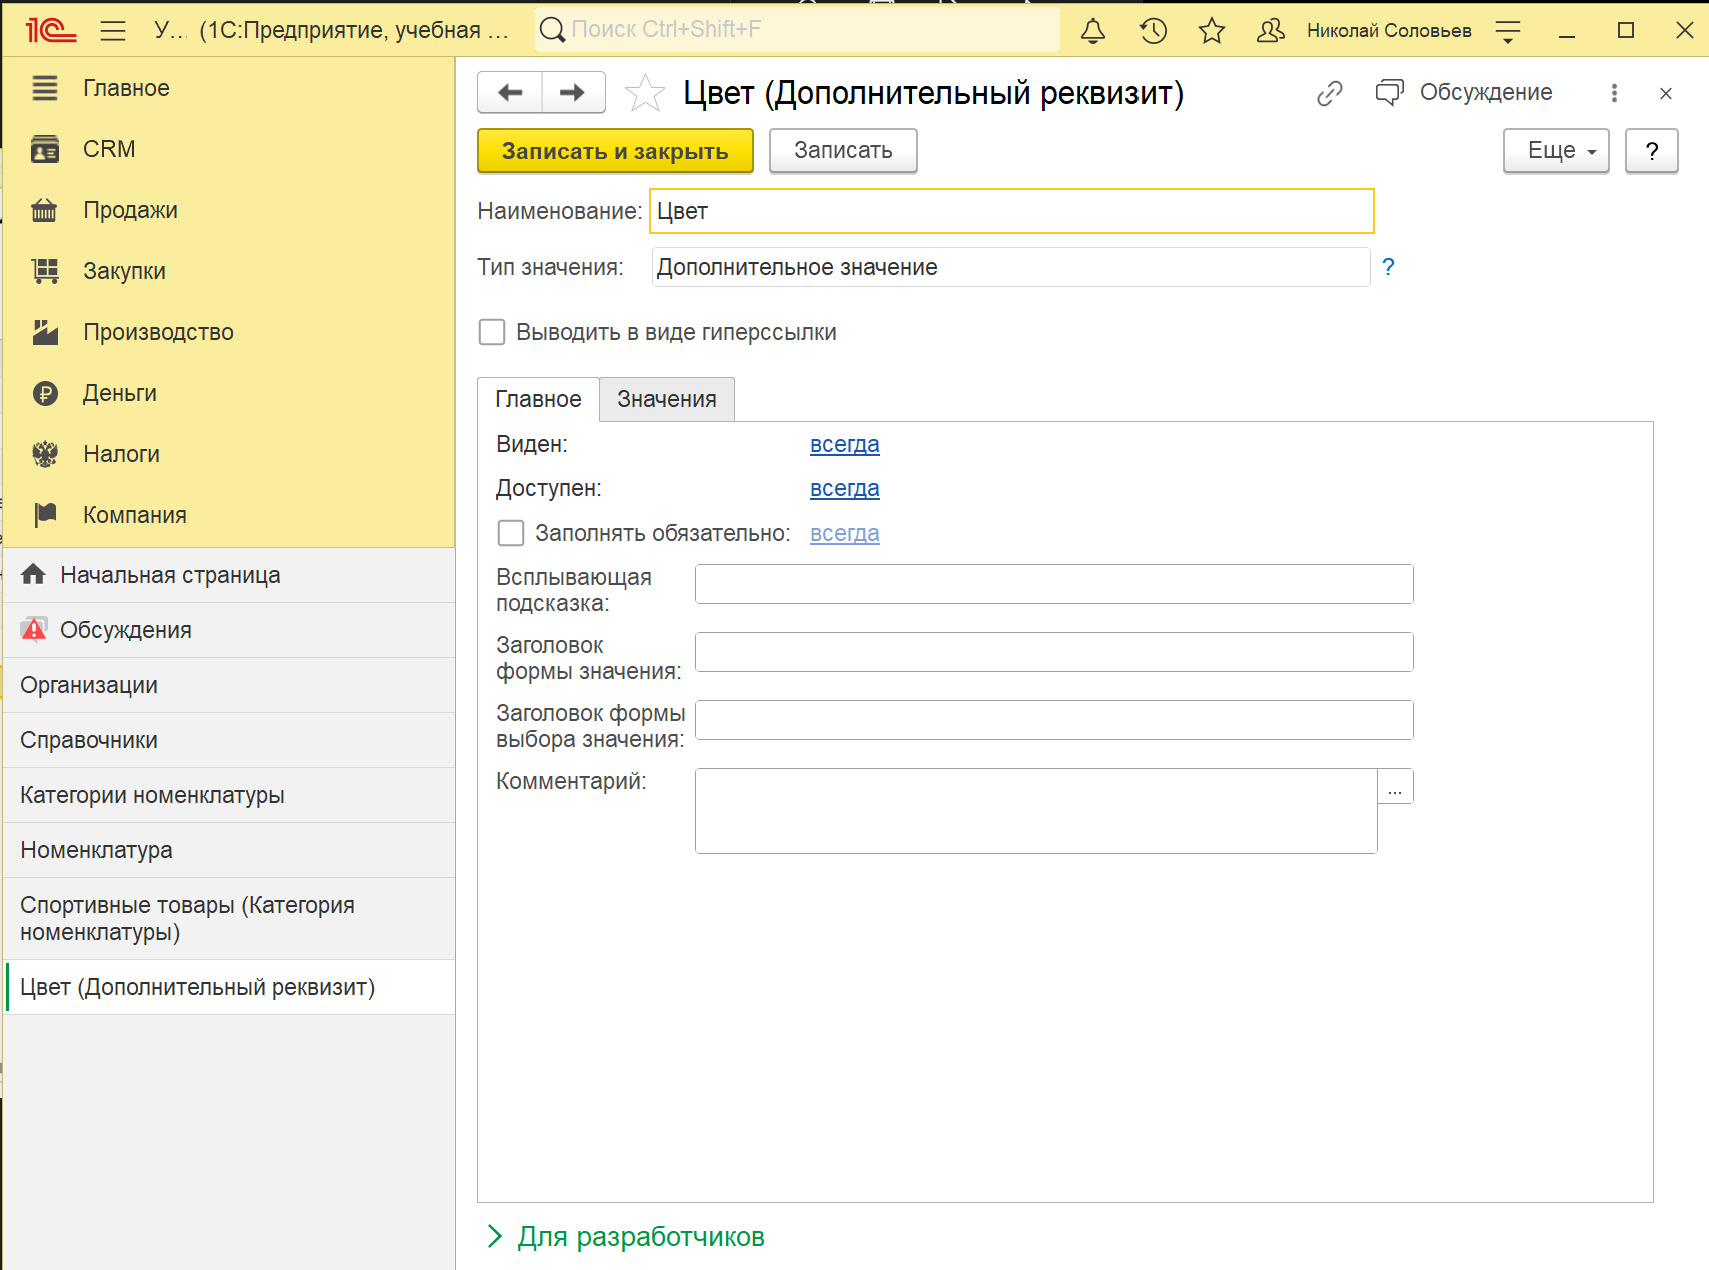 1С У... (1С:Предприятие, учебная ... Поиск Ctrl+Shift+F Николай Соловьев
Главное
CRM
Продажи
Закупки
Производство
Деньги
Налоги
Компания
Начальная страница
Обсуждения
Организации
Справочники
Категории номенклатуры
Номенклатура
Спортивные товары (Категория
номенклатуры)
Цвет (Дополнительный реквизит)
Цвет (Дополнительный реквизит) Обсуждение
Записать и закрыть Записать Еще ?
Наименование: Цвет
Тип значения: Дополнительное значение ?
Выводить в виде гиперссылки
Главное Значения
Виден: всегда
Доступен: всегда
Заполнять обязательно: всегда
Всплывающая
подсказка:
Заголовок
формы значения:
Заголовок формы
выбора значения:
Комментарий: ...
Для разработчиков